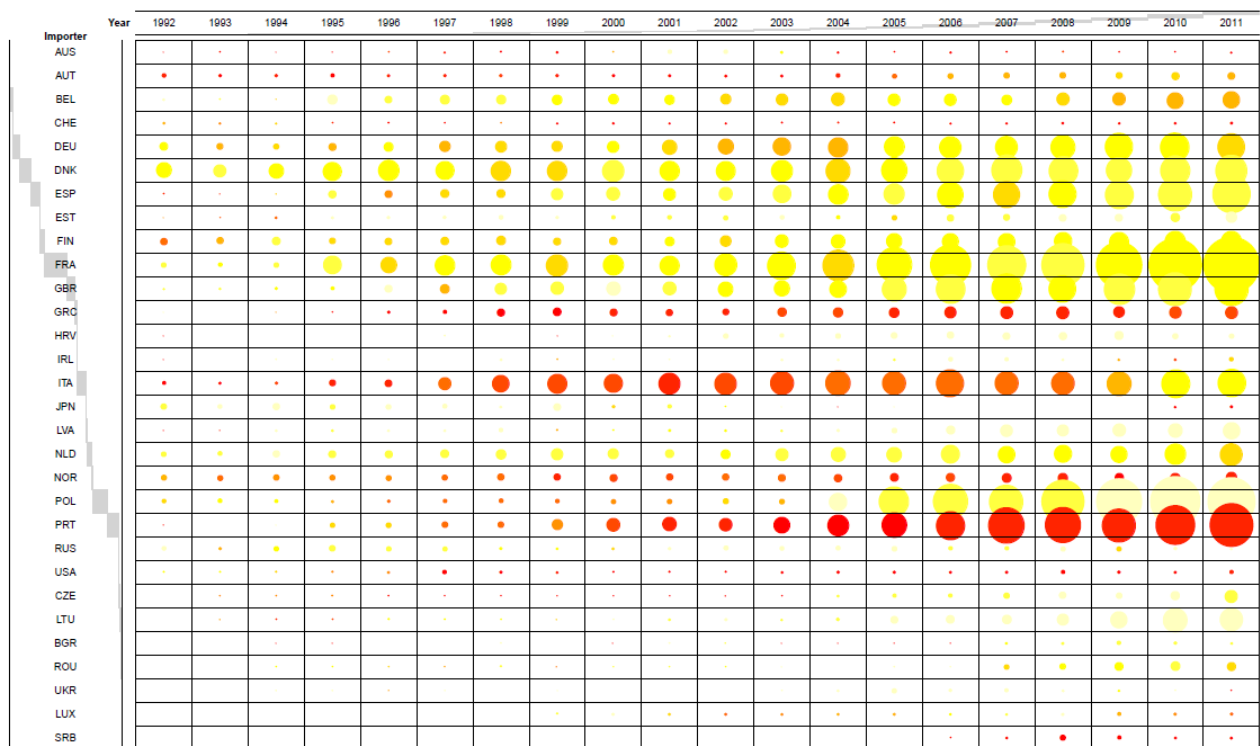 Year 1992 1993 1994 1995 1996 1997 1998 1999 2000 2001 2002 2003 2004 2005 2006 2007 2008 2009 2010 2011
Importer
AUS
AUT
BEL
CHE
DEU
DNK
ESP
EST
FIN
FRA
GBR
GRC
HRV
IRL
ITA
JPN
LVA
NLD
NOR
POL
PRT
RUS
USA
CZE
LTU
BGR
ROU
UKR
LUX
SRB